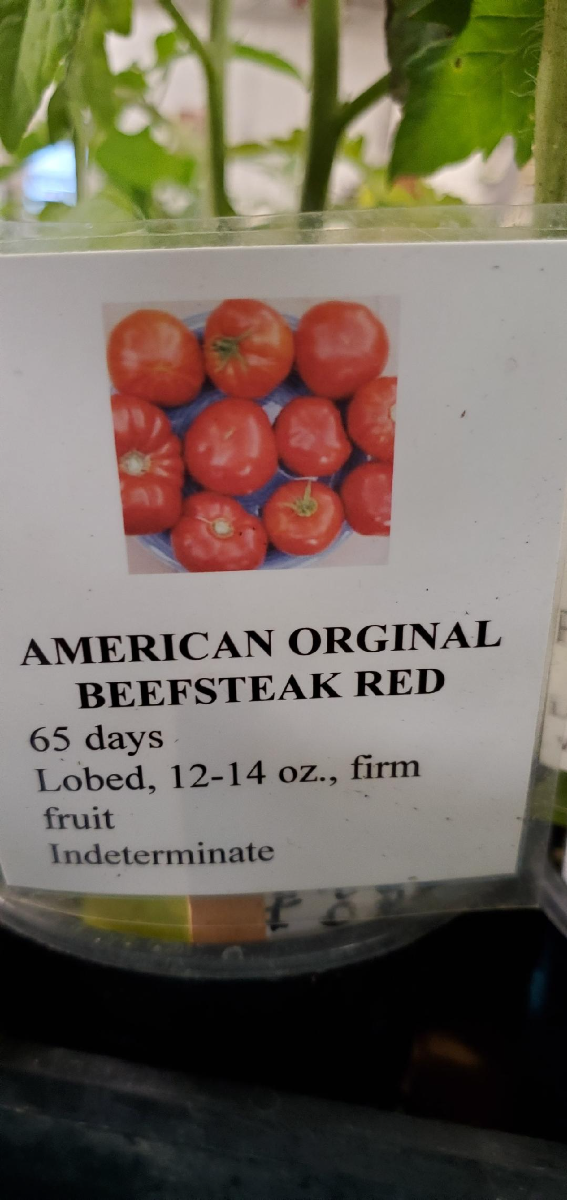 AMERICAN ORGINAL
BEEFSTEAK RED
65 days
Lobed, 12-14 oz., firm
fruit
Indeterminate